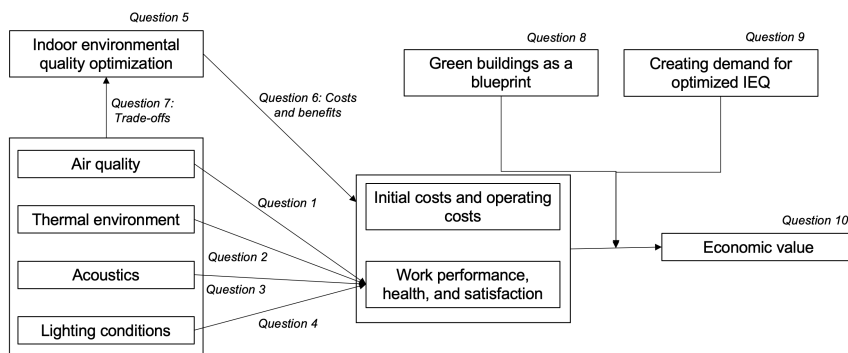 Question 5
Indoor environmental
quality optimization
Question 7:
Trade-offs
Question 6: Costs
and benefits
Question 8
Green buildings as a
blueprint
Question 9
Creating demand for
optimized IEQ
Air quality
Thermal environment
Acoustics
Lighting conditions
Question 1
Question 2
Question 3
Question 4
Initial costs and operating
costs
Work performance,
health, and satisfaction
Question 10
Economic value